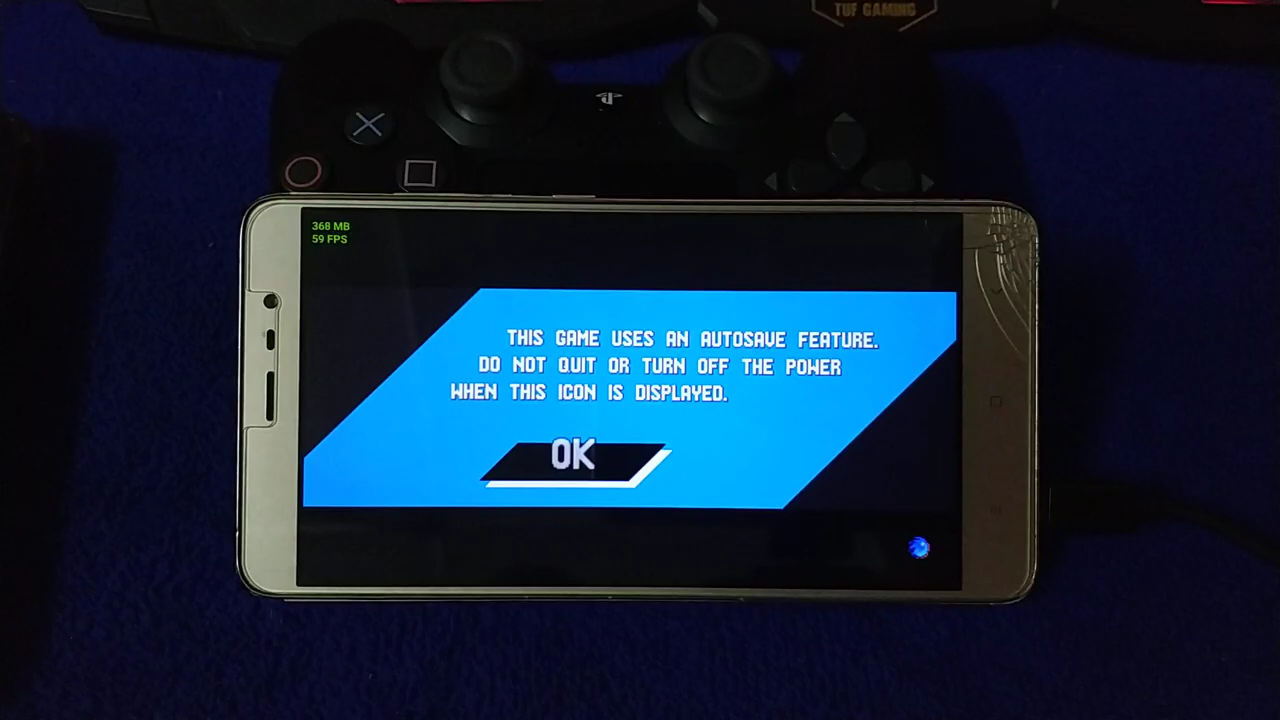 TUF GAMING
368 MB
59 FPS
THIS GAME USES AN AUTOSAVE FEATURE.
DO NOT QUIT OR TURN OFF THE POWER
WHEN THIS ICON IS DISPLAYED.
OK